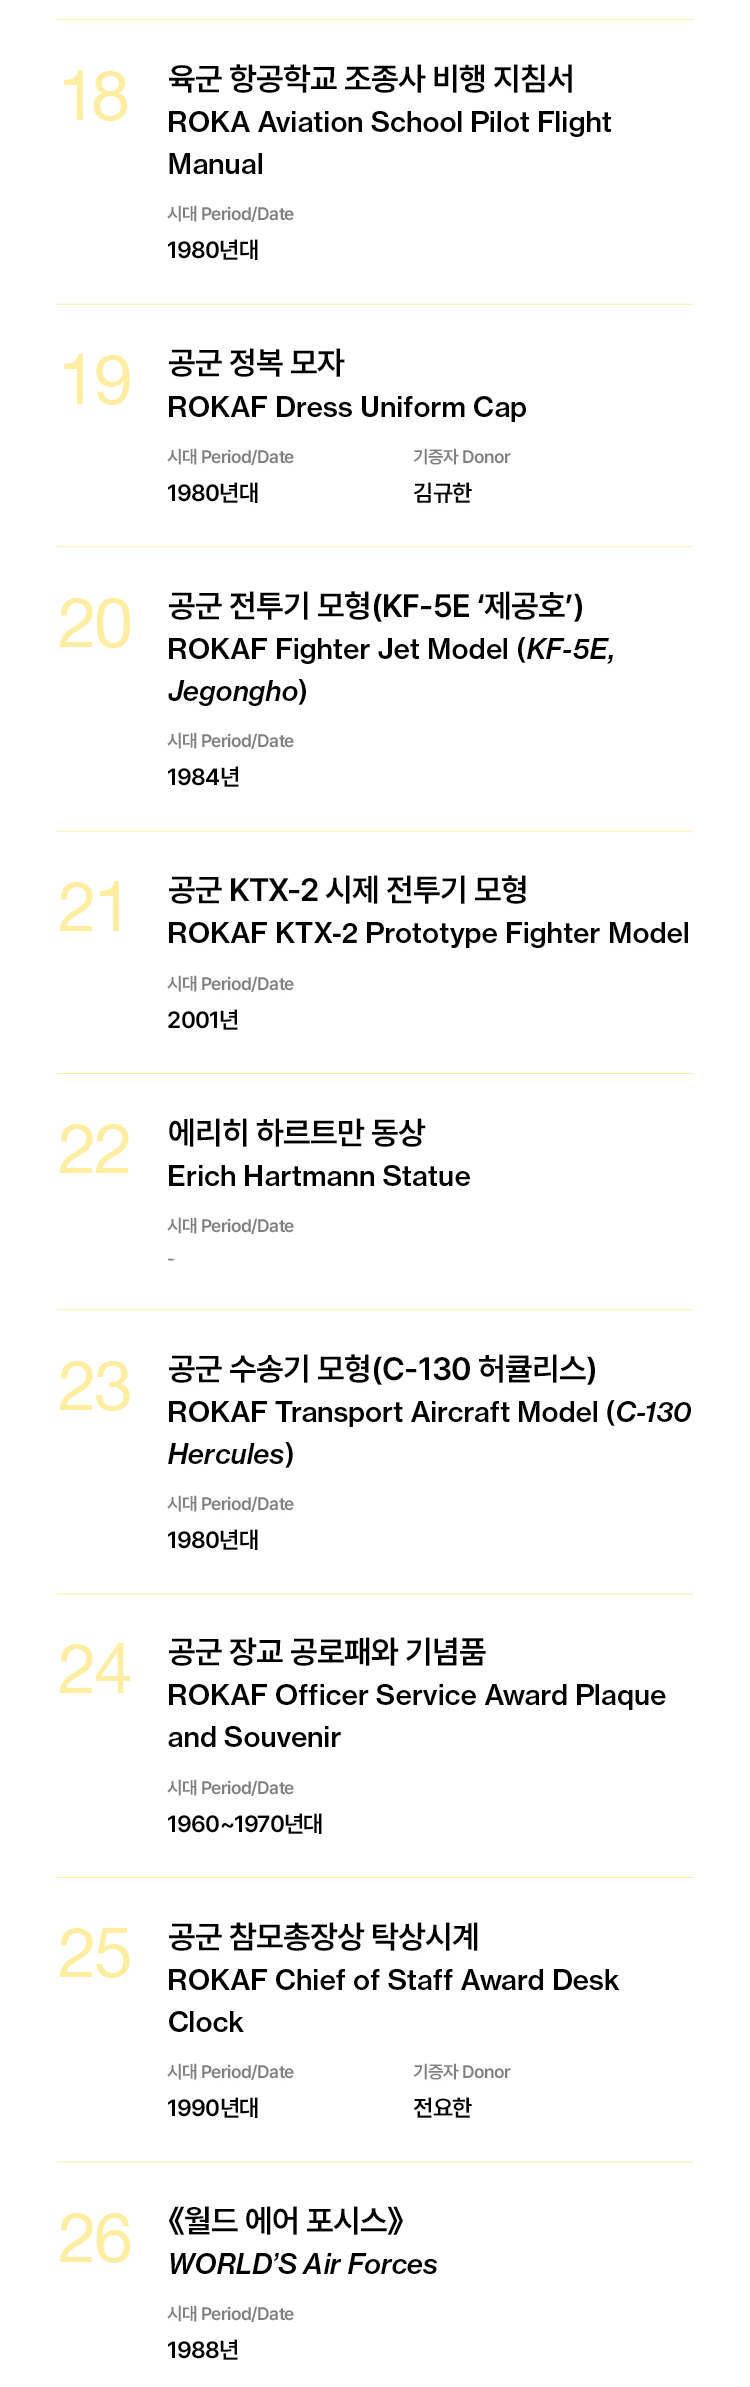 18
육군 항공학교 조종사 비행 지침서
ROKA Aviation School Pilot Flight
Manual
시대 Period/Date
1980년대
19
공군 정복 모자
ROKAF Dress Uniform Cap
시대 Period/Date 기증자 Donor
1980년대 김규한
20
공군 전투기 모형(KF-5E ‘제공호’)
ROKAF Fighter Jet Model (KF-5E,
Jegongho)
시대 Period/Date
1984년
21
공군 KTX-2 시제 전투기 모형
ROKAF KTX-2 Prototype Fighter Model
시대 Period/Date
2001년
22
에리히 하르트만 동상
Erich Hartmann Statue
시대 Period/Date
-
23
공군 수송기 모형(C-130 허큘리스)
ROKAF Transport Aircraft Model (C-130
Hercules)
시대 Period/Date
1980년대
24
공군 장교 공로패와 기념품
ROKAF Officer Service Award Plaque
and Souvenir
시대 Period/Date
1960~1970년대
25
공군 참모총장상 탁상시계
ROKAF Chief of Staff Award Desk
Clock
시대 Period/Date 기증자 Donor
1990년대 전요한
26
《월드 에어 포시스》
WORLD’S Air Forces
시대 Period/Date
1988년